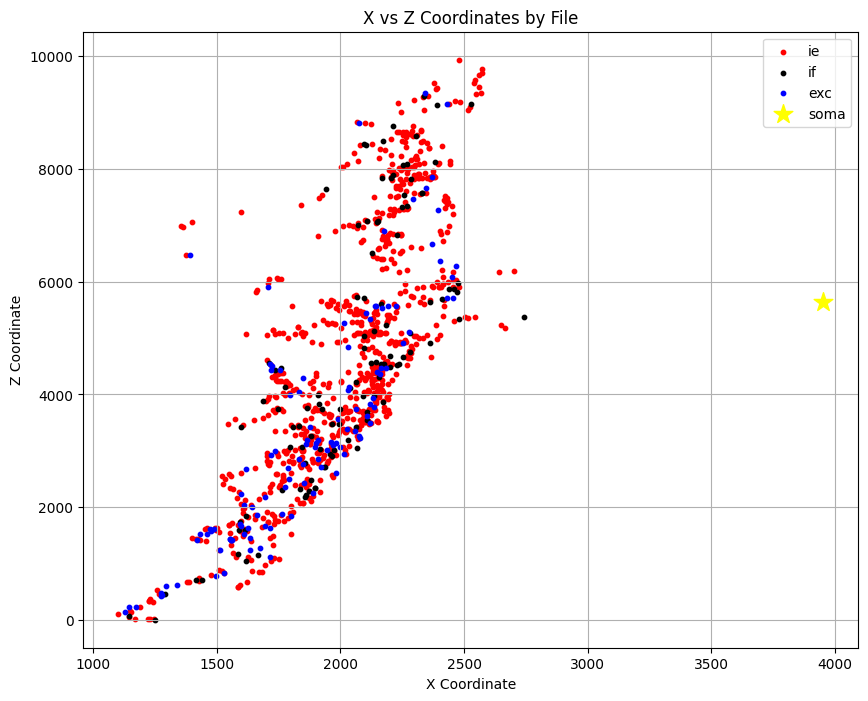 X vs Z Coordinates by File
ie
if
exc
soma
10000
8000
6000
4000
2000
0
Z Coordinate
1000 1500 2000 2500 3000 3500 4000
X Coordinate